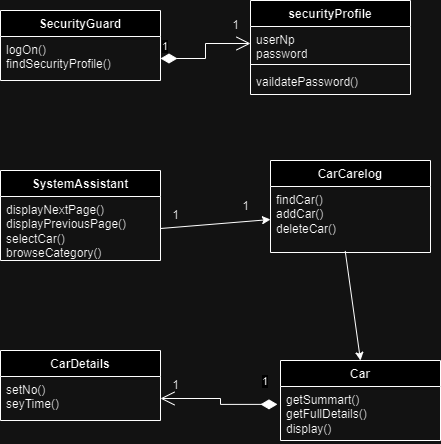 SecurityGuard
logOn()
findSecurityProfile()
1
1
securityProfile
userNp
password
vaildatePassword()
SystemAssistant
displayNextPage()
displayPreviousPage()
selectCar()
browseCategory()
1
1
CarCarelog
findCar()
addCar()
deleteCar()
CarDetails
setNo()
seyTime()
1
1
Car
getSummart()
getFullDetails()
display()